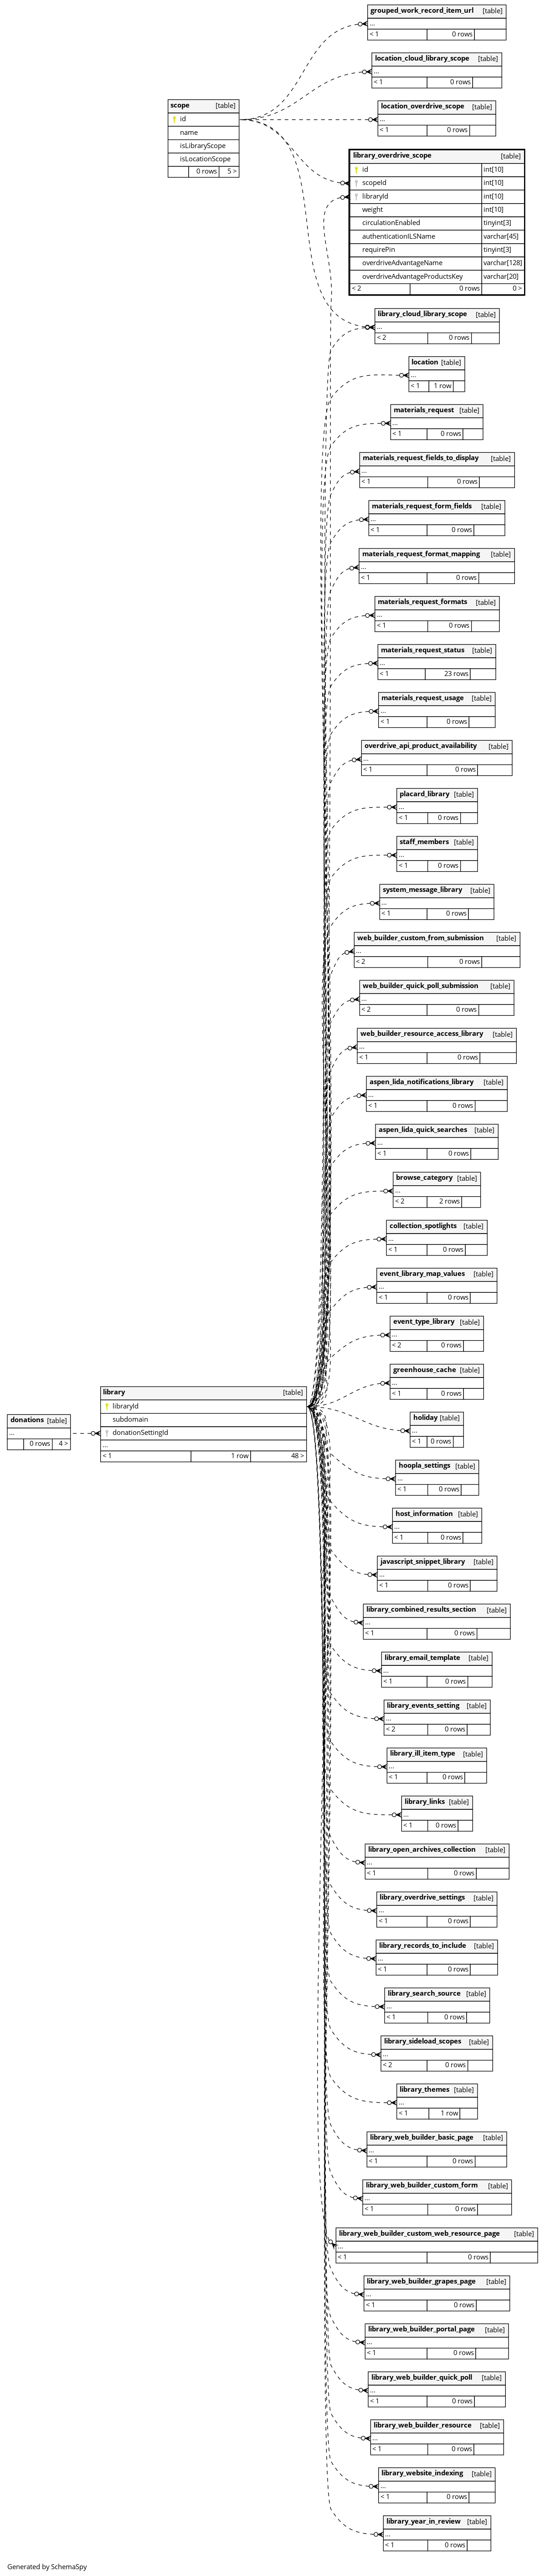 grouped_work_record_item_url [table]
...
< 1 0 rows
location_cloud_library_scope [table]
...
< 1 0 rows
location_overdrive_scope [table]
...
< 1 0 rows
scope [table]
id
name
isLibraryScope
isLocationScope
0 rows 5 >
library_overdrive_scope [table]
id int[10]
scopeId int[10]
libraryId int[10]
weight int[10]
circulationEnabled tinyint[3]
authenticationILSName varchar[45]
requirePin tinyint[3]
overdriveAdvantageName varchar[128]
overdriveAdvantageProductsKey varchar[20]
< 2 0 rows 0 >
library_cloud_library_scope [table]
...
< 2 0 rows
location [table]
...
< 1 1 row
materials_request [table]
...
< 1 0 rows
materials_request_fields_to_display [table]
...
< 1 0 rows
materials_request_form_fields [table]
...
< 1 0 rows
materials_request_format_mapping [table]
...
< 1 0 rows
materials_request_formats [table]
...
< 1 0 rows
materials_request_status [table]
...
< 1 23 rows
materials_request_usage [table]
...
< 1 0 rows
overdrive_api_product_availability [table]
...
< 1 0 rows
placard_library [table]
...
< 1 0 rows
staff_members [table]
...
< 1 0 rows
system_message_library [table]
...
< 1 0 rows
web_builder_custom_from_submission [table]
...
< 2 0 rows
web_builder_quick_poll_submission [table]
...
< 2 0 rows
web_builder_resource_access_library [table]
...
< 1 0 rows
aspen_lida_notifications_library [table]
...
< 1 0 rows
aspen_lida_quick_searches [table]
...
< 1 0 rows
browse_category [table]
...
< 2 2 rows
collection_spotlights [table]
...
< 1 0 rows
event_library_map_values [table]
...
< 1 0 rows
event_type_library [table]
...
< 2 0 rows
greenhouse_cache [table]
...
< 1 0 rows
donations [table]
...
0 rows 4 >
library [table]
libraryId
subdomain
donationSettingId
...
< 1 1 row 48 >
holiday [table]
...
< 1 0 rows
hoopla_settings [table]
...
< 1 0 rows
host_information [table]
...
< 1 0 rows
javascript_snippet_library [table]
...
< 1 0 rows
library_combined_results_section [table]
...
< 1 0 rows
library_email_template [table]
...
< 1 0 rows
library_events_setting [table]
...
< 2 0 rows
library_ill_item_type [table]
...
< 1 0 rows
library_links [table]
...
< 1 0 rows
library_open_archives_collection [table]
...
< 1 0 rows
library_overdrive_settings [table]
...
< 1 0 rows
library_records_to_include [table]
...
< 1 0 rows
library_search_source [table]
...
< 1 0 rows
library_sideload_scopes [table]
...
< 2 0 rows
library_themes [table]
...
< 1 1 row
library_web_builder_basic_page [table]
...
< 1 0 rows
library_web_builder_custom_form [table]
...
< 1 0 rows
library_web_builder_custom_web_resource_page [table]
...
< 1 0 rows
library_web_builder_grapes_page [table]
...
< 1 0 rows
library_web_builder_portal_page [table]
...
< 1 0 rows
library_web_builder_quick_poll [table]
...
< 1 0 rows
library_web_builder_resource [table]
...
< 1 0 rows
library_website_indexing [table]
...
< 1 0 rows
library_year_in_review [table]
...
< 1 0 rows
Generated by SchemaSpy